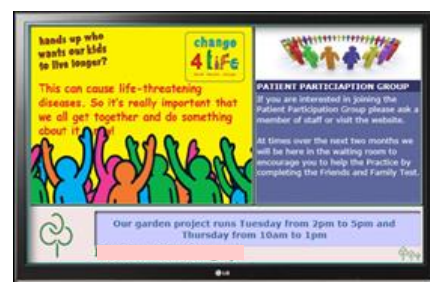 hands up who
wants our kids
to live longer?
change
4 LiFe
This can cause life-threatening
diseases. So it's really important that
we all get together and do something
about it
PATIENT PARTICIAPTION GROUP
If you are interested in joining the
Patient Participation Group please ask a
member of staff or visit the website.
At times over the next two months we
will be here in the waiting room to
encourage you to help the Practice by
completing the Friends and Family Test.
Our garden project runs Tuesday from 2pm to 5pm and
Thursday from 10am to 1pm
LG